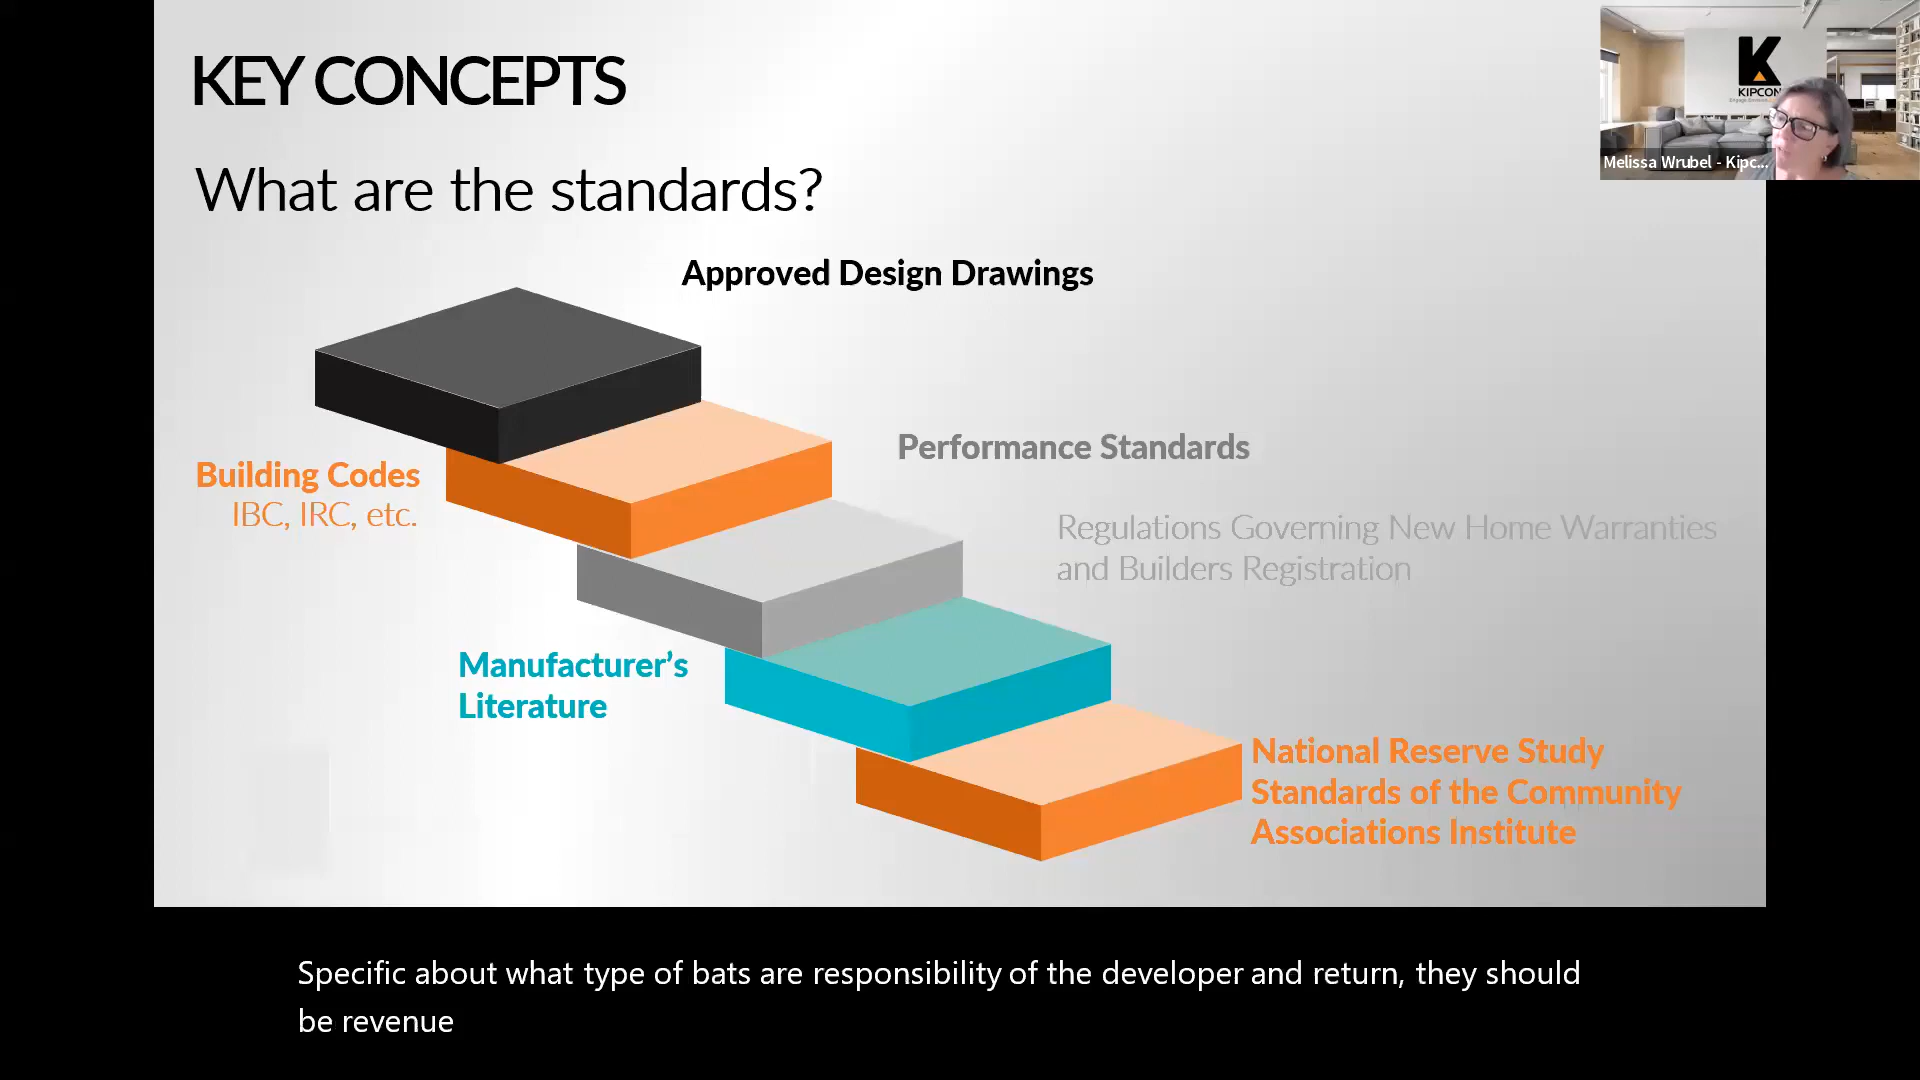 KEY CONCEPTS
What are the standards?
Approved Design Drawings
Building Codes
IBC, IRC, etc.
Performance Standards
Regulations Governing New Home Warranties
and Builders Registration
Manufacturer’s
Literature
National Reserve Study
Standards of the Community
Associations Institute
K
KIPCON
Melissa Wrubel - Kipc...
Specific about what type of bats are responsibility of the developer and return, they should
be revenue